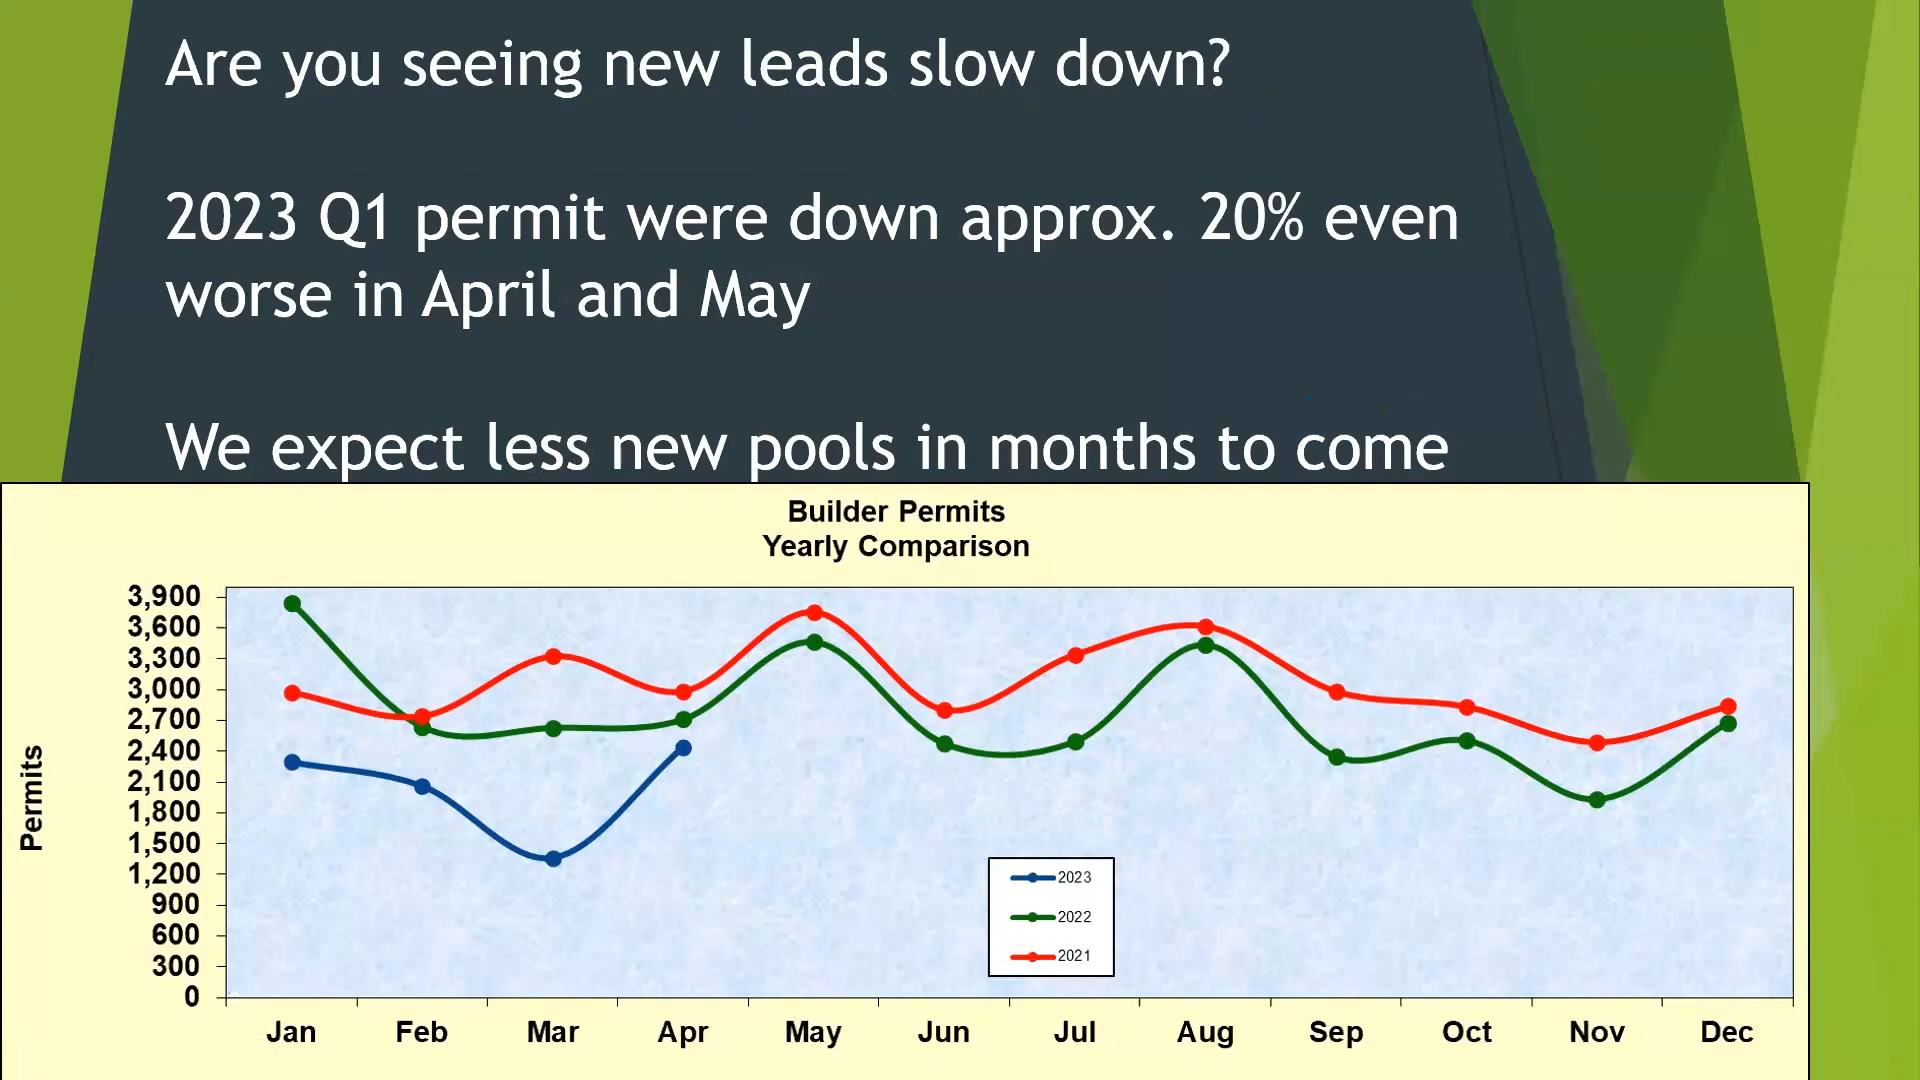 Are you seeing new leads slow down?
2023 Q1 permit were down approx. 20% even
worse in April and May
We expect less new pools in months to come
Builder Permits
Yearly Comparison
Permits
3,900
3,600
3,300
3,000
2,700
2,400
2,100
1,800
1,500
1,200
900
600
300
0
2023
2022
2021
Jan Feb Mar Apr May Jun Jul Aug Sep Oct Nov Dec